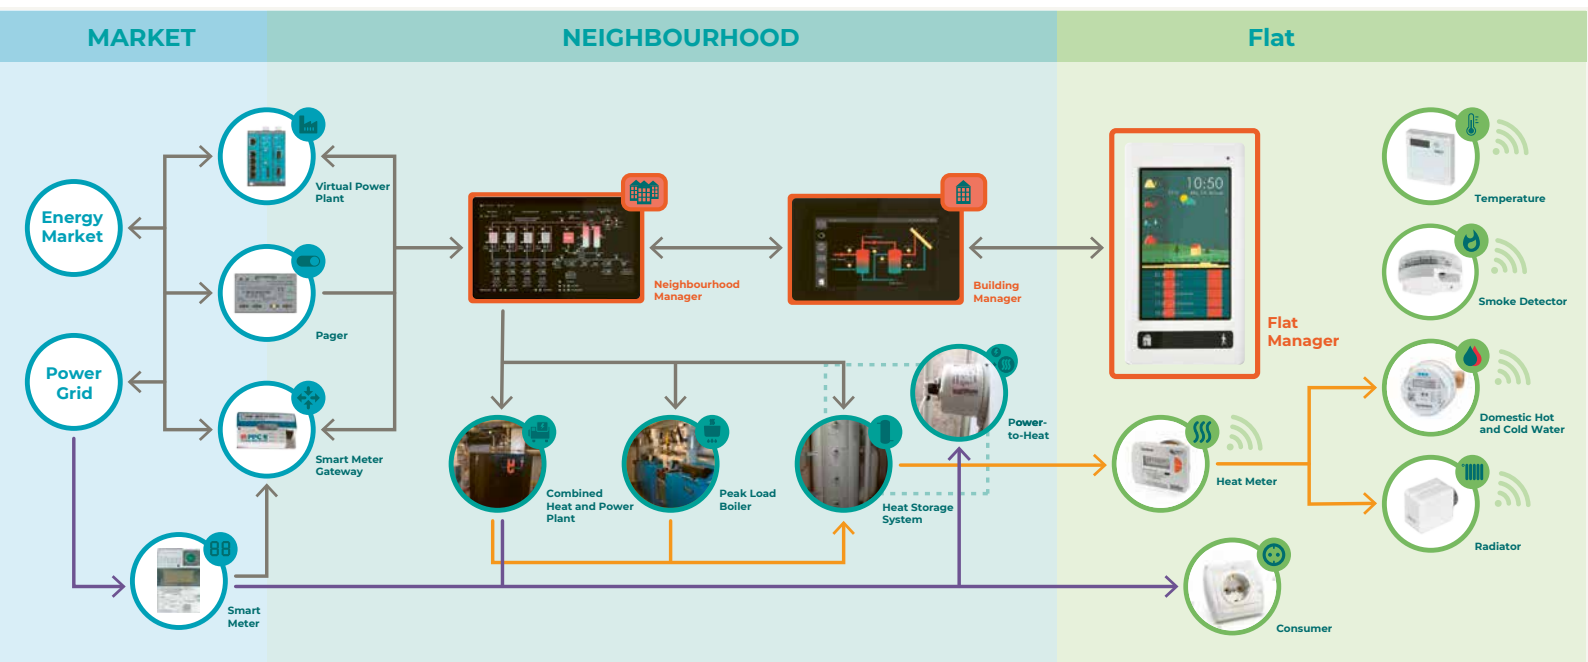 MARKET
NEIGHBOURHOOD
Flat
Energy
Market
Power
Grid
Virtual Power
Plant
Pager
Smart Meter
Gateway
Smart
Meter
88
Neighbourhood
Manager
Building
Manager
10:50
Flat
Manager
Combined
Heat and Power
Plant
Peak Load
Boiler
Heat Storage
System
Power-
to-Heat
Temperature
Smoke Detector
Domestic Hot
and Cold Water
Heat Meter
Radiator
Consumer